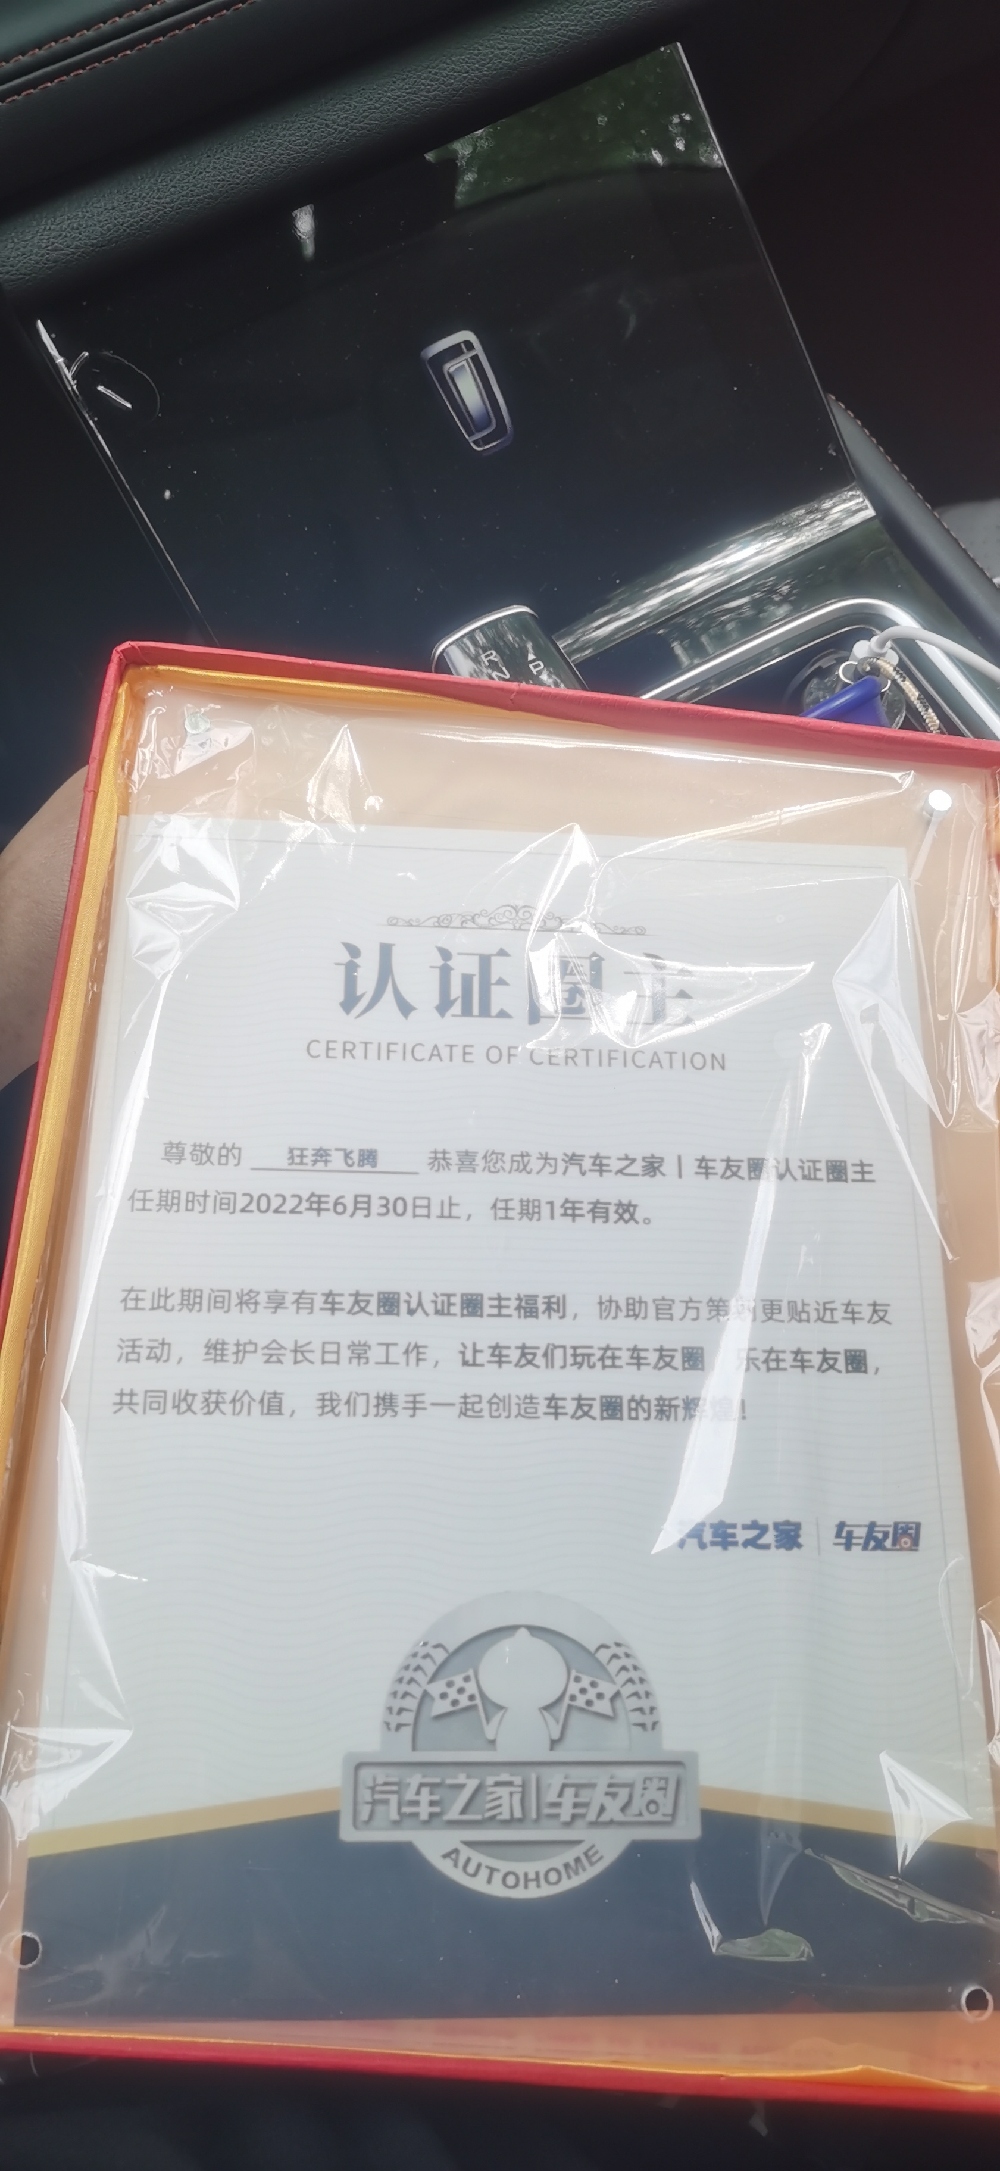 R
N
D
认证圈主
CERTIFICATE OF CERTIFICATION
尊敬的 狂奔飞腾 恭喜您成为汽车之家 | 车友圈认证圈主
任期时间2022年6月30日止，任期1年有效。
在此期间将享有车友圈认证圈主福利，协助官方策划更贴近车友
活动，维护会长日常工作，让车友们玩在车友圈 乐在车友圈，
共同收获价值，我们携手一起创造车友圈的新辉煌！
汽车之家 | 车友圈
汽车之家|车友圈
AUTOHOME